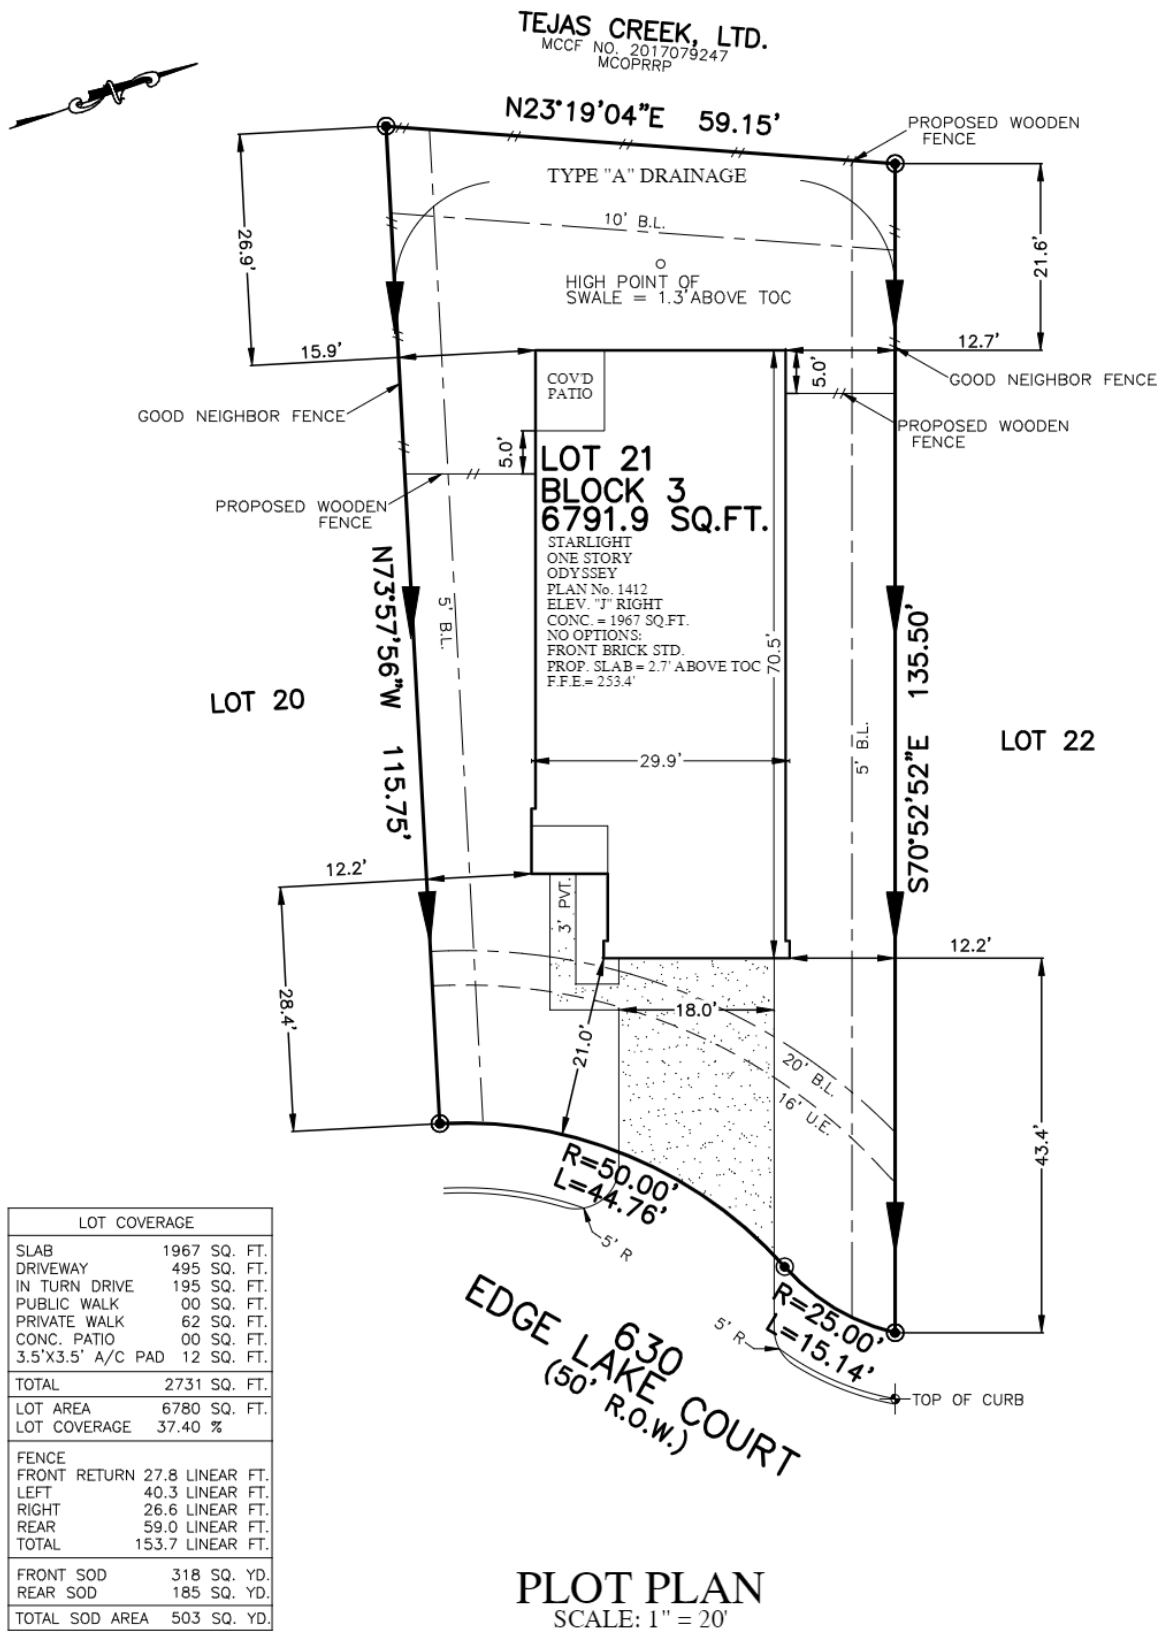 TEJAS CREEK, LTD.
MCCF NO. 2017079247
MCOPRRP
N23°19'04"E 59.15'
PROPOSED WOODEN
FENCE
TYPE "A" DRAINAGE
10' B.L.
26.9'
21.6'
HIGH POINT OF
SWALE = 1.3'ABOVE TOC
15.9'
12.7'
5.0'
COV'D
PATIO
GOOD NEIGHBOR FENCE
GOOD NEIGHBOR FENCE
PROPOSED WOODEN
FENCE
5.0'
LOT 21
BLOCK 3
6791.9 SQ.FT.
PROPOSED WOODEN
FENCE
STARLIGHT
ONE STORY
ODYSSEY
PLAN No. 1412
ELEV. "J" RIGHT
CONC. = 1967 SQ.FT.
NO OPTIONS:
FRONT BRICK STD.
PROP. SLAB = 2.7' ABOVE TOC
F.F.E.= 253.4'
N73°57'56"W 115.75'
5' B.L.
70.5'
S70°52'52"E 135.50'
LOT 20
LOT 22
5' B.L.
29.9'
12.2'
3' PVT.
12.2'
28.4'
18.0'
21.0'
20' B.L.
16' U.E.
43.4'
R=50.00'
L=44.76'
5' R
R=25.00'
L=15.14'
5' R
TOP OF CURB
630
EDGE LAKE COURT
(50' R.O.W.)
LOT COVERAGE
SLAB 1967 SQ. FT.
DRIVEWAY 495 SQ. FT.
IN TURN DRIVE 195 SQ. FT.
PUBLIC WALK 00 SQ. FT.
PRIVATE WALK 62 SQ. FT.
CONC. PATIO 00 SQ. FT.
3.5'X3.5' A/C PAD 12 SQ. FT.
TOTAL 2731 SQ. FT.
LOT AREA 6780 SQ. FT.
LOT COVERAGE 37.40 %
FENCE
FRONT RETURN 27.8 LINEAR FT.
LEFT 40.3 LINEAR FT.
RIGHT 26.6 LINEAR FT.
REAR 59.0 LINEAR FT.
TOTAL 153.7 LINEAR FT.
FRONT SOD 318 SQ. YD.
REAR SOD 185 SQ. YD.
TOTAL SOD AREA 503 SQ. YD.
PLOT PLAN
SCALE: 1" = 20'